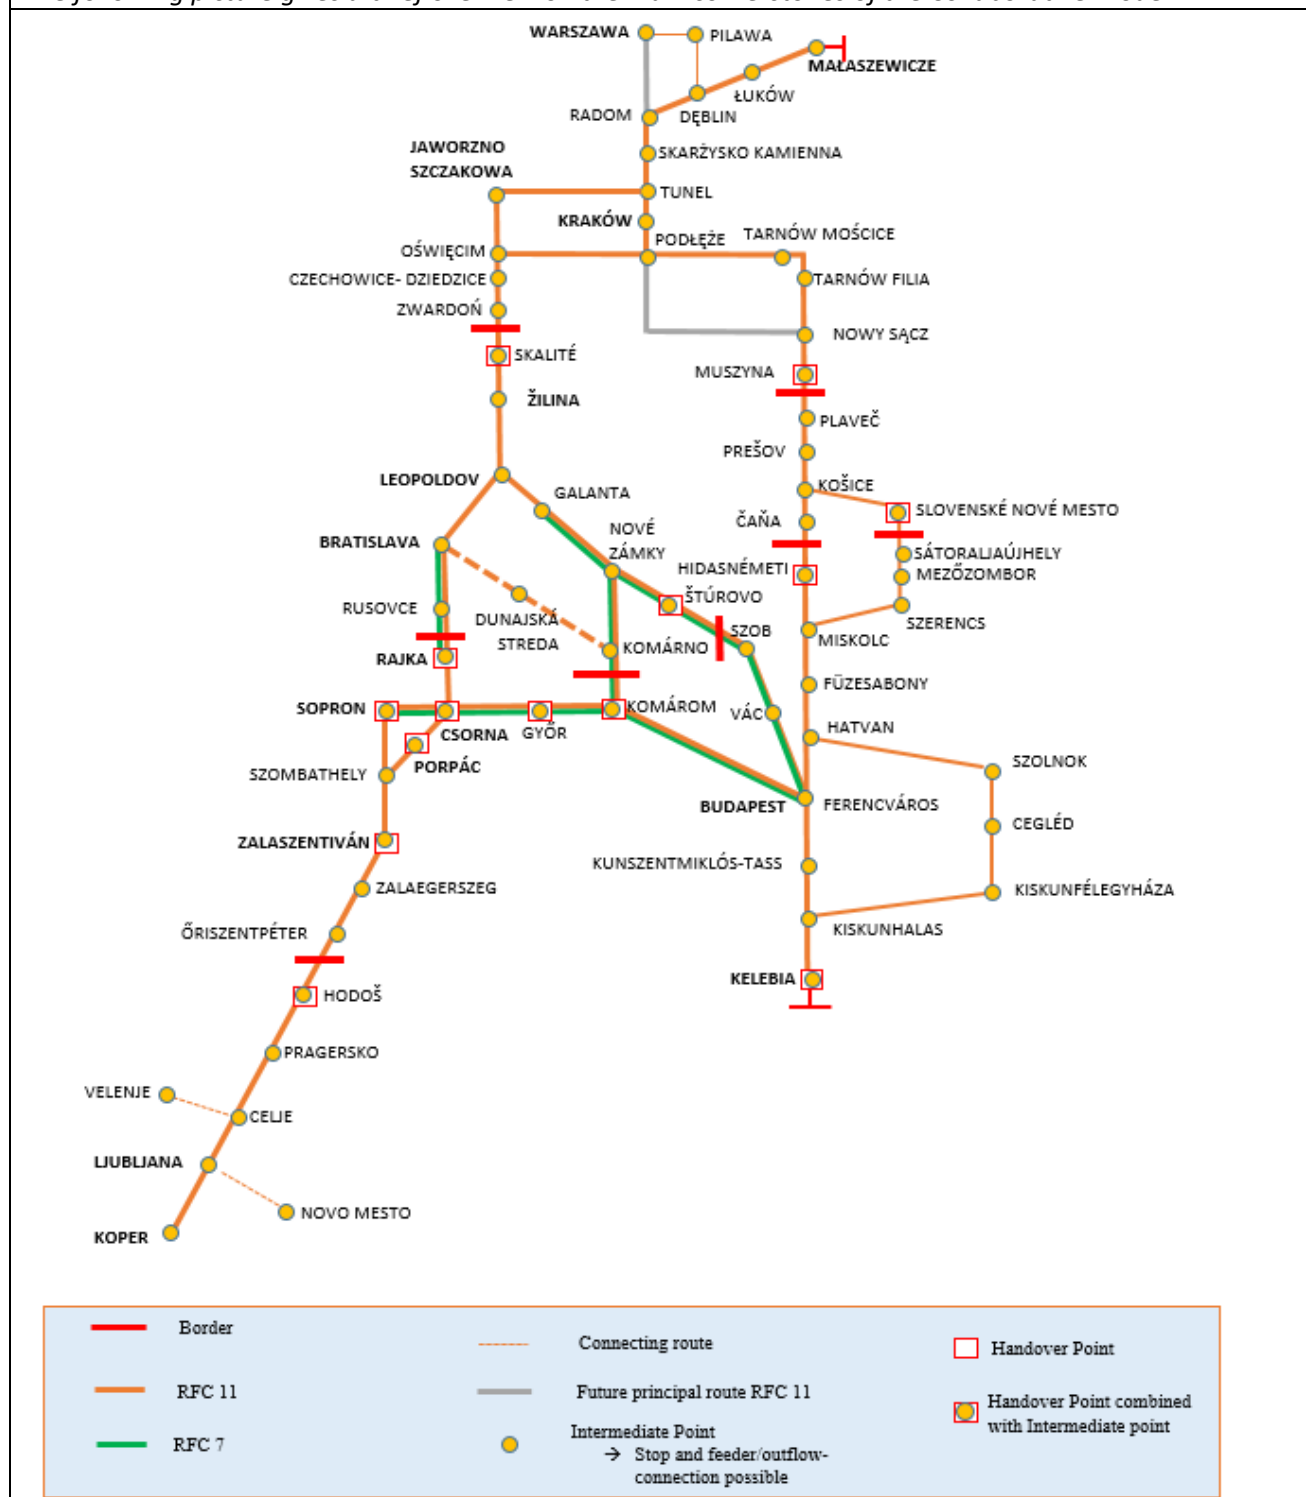 WARSZAWA
PILAWA
MAŁASZEWICZE
ŁUKÓW
RADOM
DĘBLIN
SKARŻYSKO KAMIENNA
JAWORZNO
SZCZAKOWA
TUNEL
KRAKÓW
PODŁĘŻE
TARNÓW MOŚCICE
OŚWIĘCIM
CZECHOWICE- DZIEDZICE
TARNÓW FILIA
ZWARDOŃ
NOWY SĄCZ
SKALITÉ
MUSZYNA
ŽILINA
PLAVEČ
PREŠOV
LEOPOLDOV
KOŠICE
GALANTA
SLOVENSKÉ NOVÉ MESTO
ČAŇA
NOVÉ
ZÁMKY
BRATISLAVA
SÁTORALJAÚJHELY
HIDASNÉMETI
MEZŐZOMBOR
ŠTÚROVO
RUSOVCE
DUNAJSKÁ
STREDA
SZOB
SZERENCS
MISKOLC
KOMÁRNO
RAJKA
FÜZESABONY
SOPRON
KOMÁROM
VÁC
CSORNA
GYŐR
HATVAN
PORPÁC
SZOLNOK
SZOMBATHELY
BUDAPEST
FERENCVÁROS
CEGLÉD
ZALASZENTIVÁN
KUNSZENTMIKLÓS-TASS
ZALAEGERSZEG
KISKUNFÉLEGYHÁZA
KISKUNHALAS
ŐRISZENTPÉTER
KELEBIA
HODOŠ
PRAGERSKO
VELENJE
CELJE
LJUBLJANA
NOVO MESTO
KOPER
Border
Connecting route
Handover Point
RFC 11
Future principal route RFC 11
Handover Point combined
with Intermediate point
RFC 7
Intermediate Point
→ Stop and feeder/outflow-
connection possible